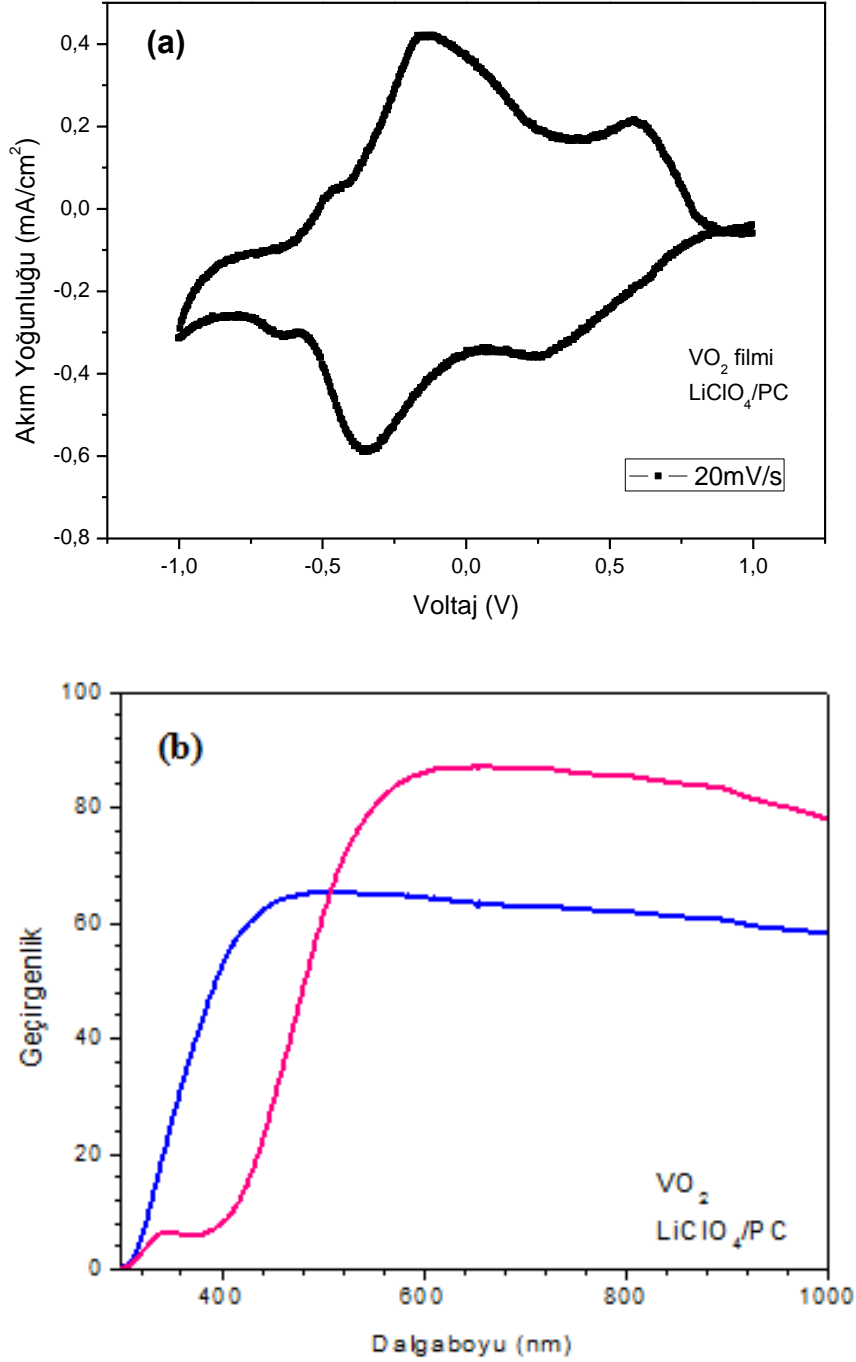 (a)
0,4
0,2
0,0
-0,2
-0,4
-0,6
-0,8
Akım Yoğunluğu (mA/cm2)
VO2 filmi
LiClO4/PC
20mV/s
-1,0 -0,5 0,0 0,5 1,0
Voltaj (V)
(b)
100
80
60
40
20
0
Geçirgenlik
VO2
LiClO4/PC
400 600 800 1000
Dalgaboyu (nm)